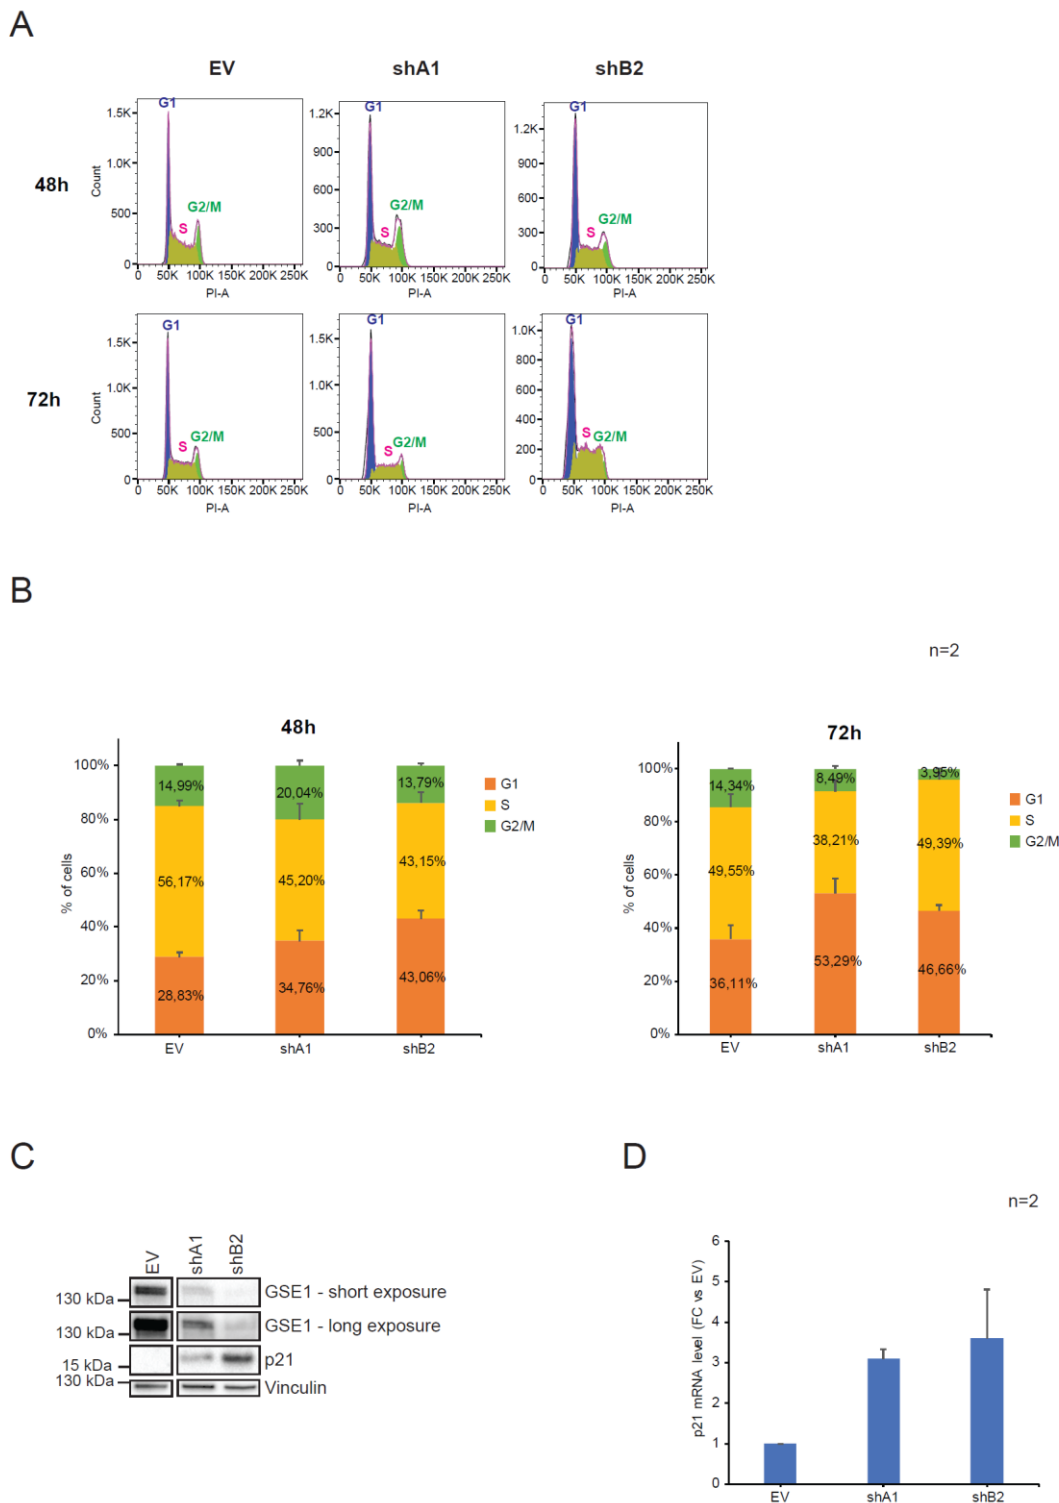 A
EV shA1 shB2
48h
G1
1.5K
1.0K
500
0
Count
S
G2/M
0 50K 100K 150K 200K 250K
PI-A
G1
1.2K
900
600
300
0
S
G2/M
0 50K 100K 150K 200K 250K
PI-A
G1
1.2K
900
600
300
0
S
G2/M
0 50K 100K 150K 200K 250K
PI-A
72h
G1
1.5K
1.0K
500
0
Count
S
G2/M
0 50K 100K 150K 200K 250K
PI-A
G1
1.5K
1.0K
500
0
S
G2/M
0 50K 100K 150K 200K 250K
PI-A
G1
1.0K
800
600
400
200
0
S
G2/M
0 50K 100K 150K 200K 250K
PI-A
B
n=2
48h
100%
80%
60%
40%
20%
0%
% of cells
14,99% 20,04% 13,79%
56,17% 45,20% 43,15%
28,83% 34,76% 43,06%
EV shA1 shB2
G1
S
G2/M
72h
100%
80%
60%
40%
20%
0%
% of cells
14,34% 8,49% 3,95%
49,55% 38,21% 49,39%
36,11% 53,29% 46,66%
EV shA1 shB2
G1
S
G2/M
C
EV shA1 shB2
130 kDa GSE1 - short exposure
130 kDa GSE1 - long exposure
15 kDa p21
130 kDa Vinculin
D
n=2
p21 mRNA level (FC vs EV)
6
5
4
3
2
1
0
EV shA1 shB2